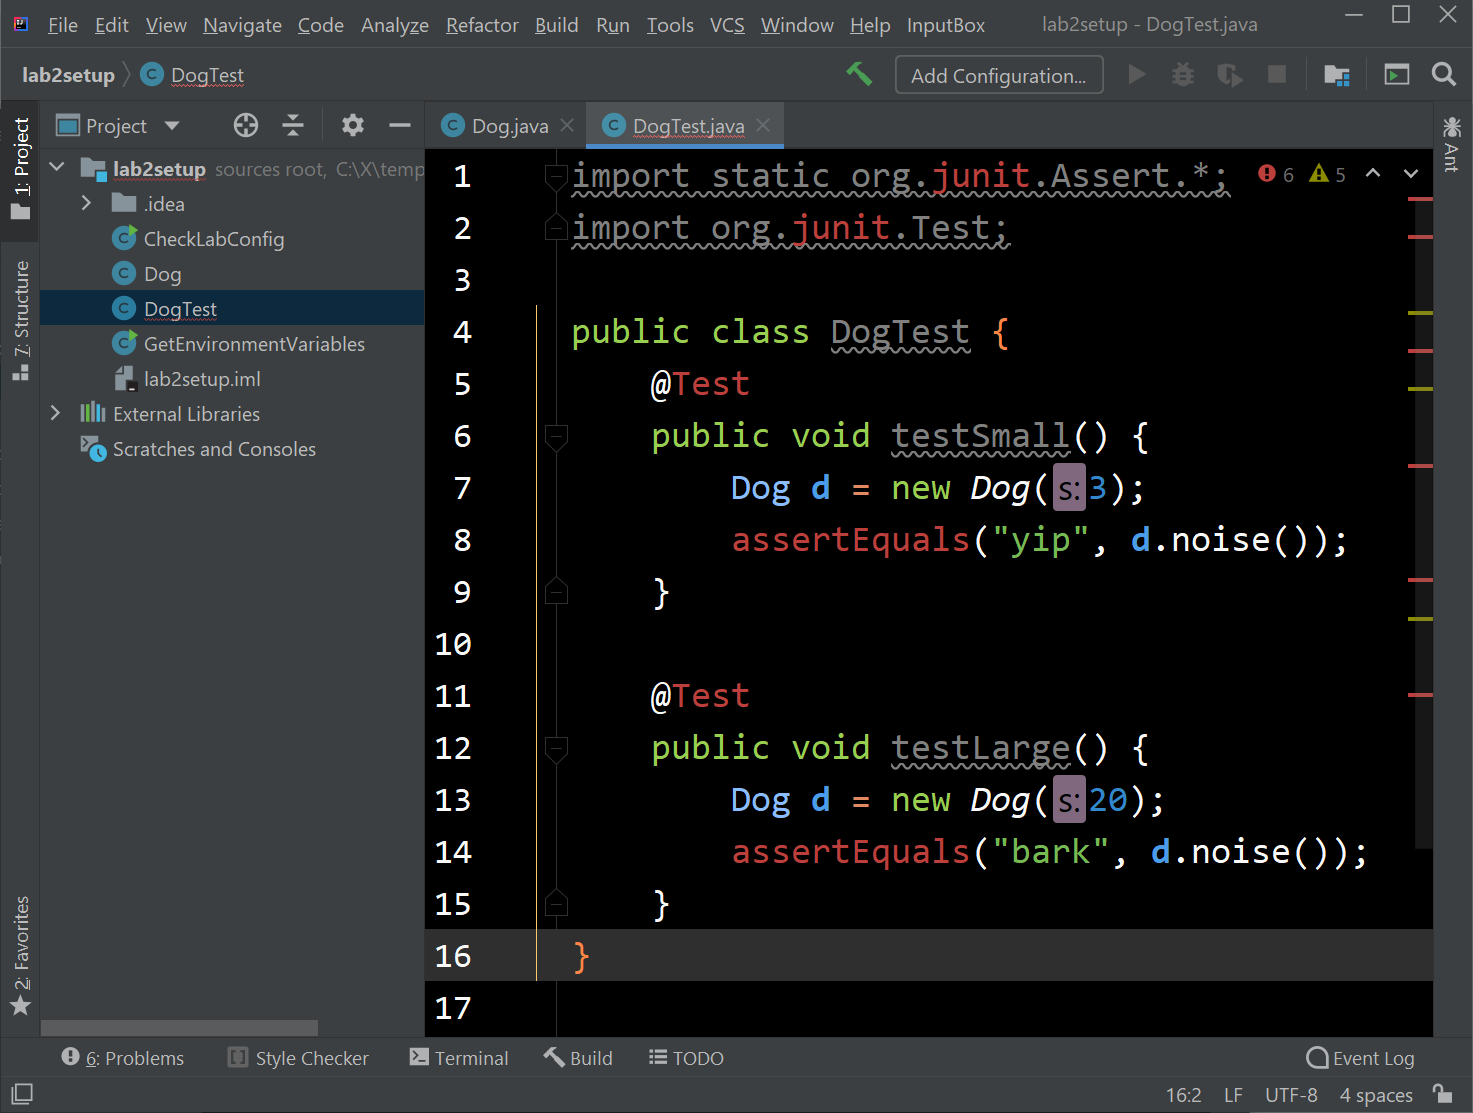 File Edit View Navigate Code Analyze Refactor Build Run Tools VCS Window Help InputBox lab2setup - DogTest.java
lab2setup DogTest Add Configuration...
1: Project
7: Structure
2: Favorites
Project
lab2setup sources root, C:\X\temp
.idea
CheckLabConfig
Dog
DogTest
GetEnvironmentVariables
lab2setup.iml
External Libraries
Scratches and Consoles
Dog.java DogTest.java
1 import static org.junit.Assert.*; 6 5
2 import org.junit.Test;
3
4 public class DogTest {
5 @Test
6 public void testSmall() {
7 Dog d = new Dog( s: 3);
8 assertEquals("yip", d.noise());
9 }
10
11 @Test
12 public void testLarge() {
13 Dog d = new Dog( s: 20);
14 assertEquals("bark", d.noise());
15 }
16 }
17
Ant
6: Problems Style Checker Terminal Build TODO Event Log
16:2 LF UTF-8 4 spaces